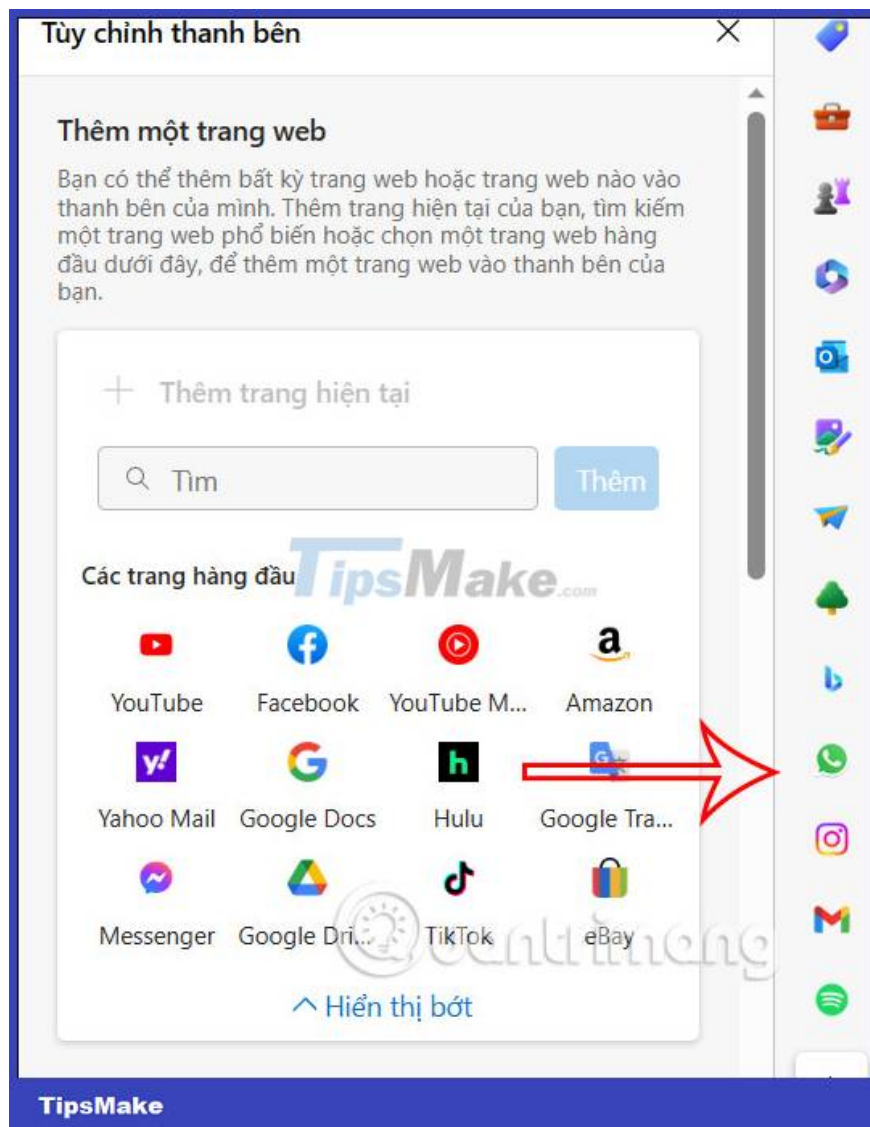 Tùy chỉnh thanh bên
Thêm một trang web
Bạn có thể thêm bất kỳ trang web hoặc trang web nào vào
thanh bên của mình. Thêm trang hiện tại của bạn, tìm kiếm
một trang web phổ biến hoặc chọn một trang web hàng
đầu dưới đây, để thêm một trang web vào thanh bên của
bạn.
Thêm trang hiện tại
Tìm
Thêm
TipsMake.com
Các trang hàng đầu
YouTube Facebook YouTube M... Amazon
Yahoo Mail Google Docs Hulu Google Tra...
Messenger Google Dri... TikTok eBay
Quantrimang
Hiển thị bớt
TipsMake